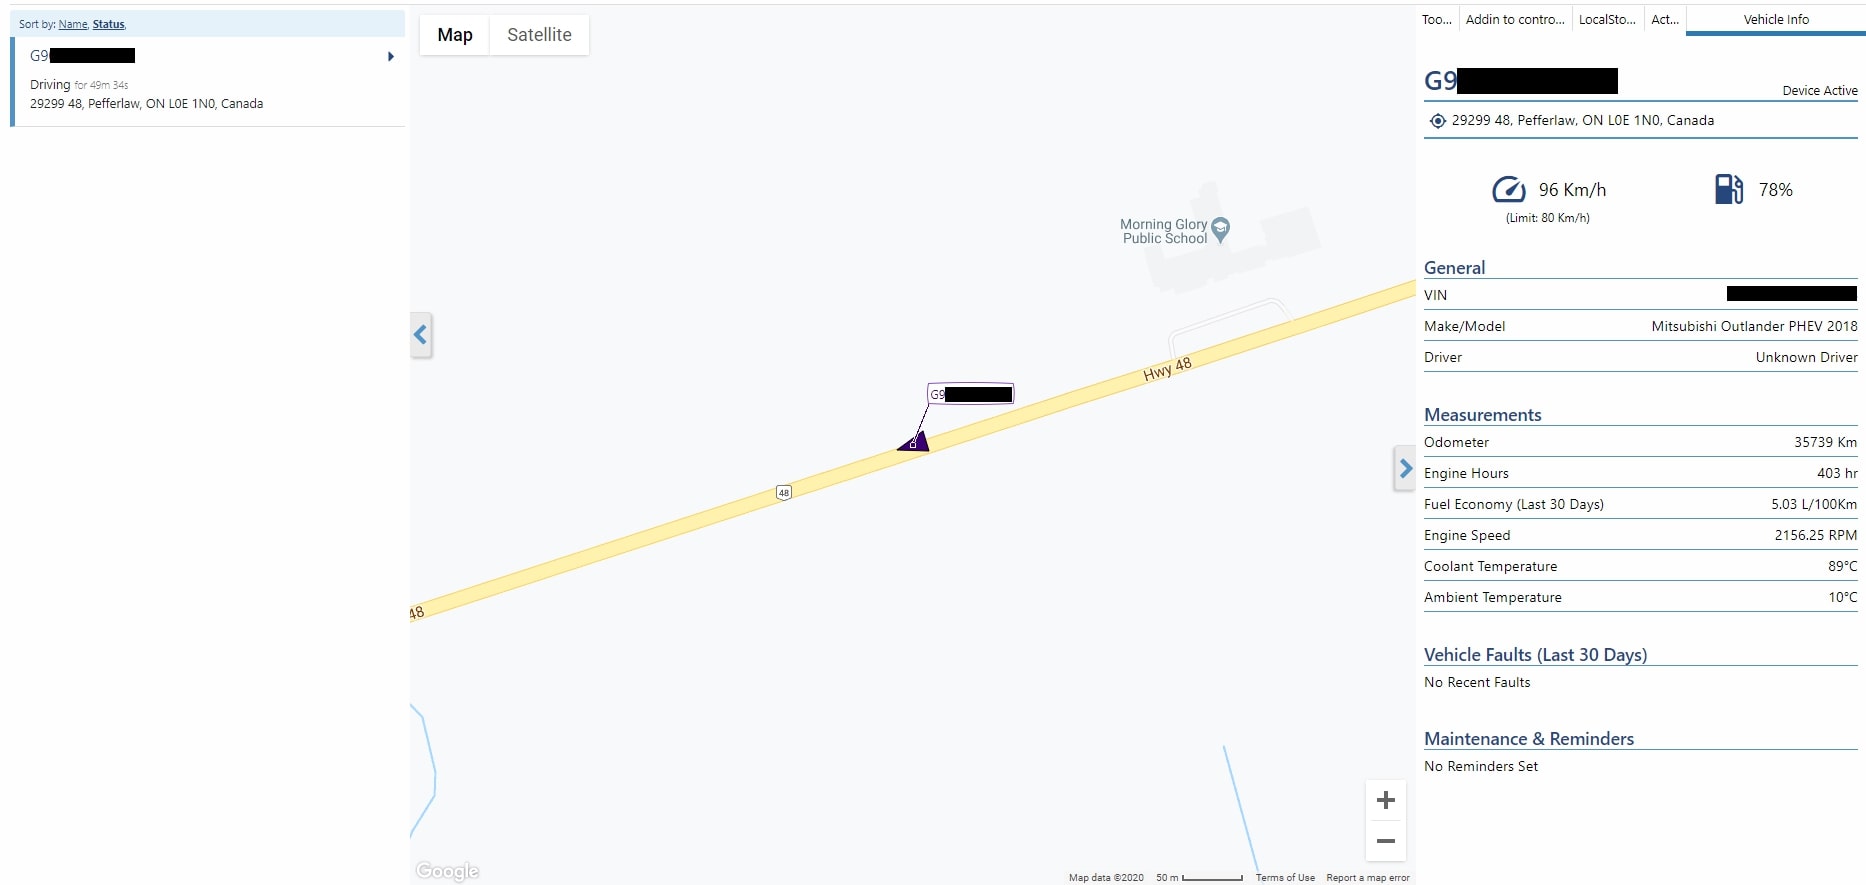 Sort by: Name, Status,
G9
Driving for 49m 34s
29299 48, Pefferlaw, ON L0E 1N0, Canada
Map
Satellite
Morning Glory
Public School
Hwy 48
G9
48
48
Google
Map data ©2020
50 m
Terms of Use
Report a map error
Too...
Addin to contro...
LocalSto...
Act...
Vehicle Info
G9
Device Active
29299 48, Pefferlaw, ON L0E 1N0, Canada
96 Km/h
(Limit: 80 Km/h)
78%
General
VIN
Make/Model Mitsubishi Outlander PHEV 2018
Driver Unknown Driver
Measurements
Odometer 35739 Km
Engine Hours 403 hr
Fuel Economy (Last 30 Days) 5.03 L/100Km
Engine Speed 2156.25 RPM
Coolant Temperature 89°C
Ambient Temperature 10°C
Vehicle Faults (Last 30 Days)
No Recent Faults
Maintenance & Reminders
No Reminders Set